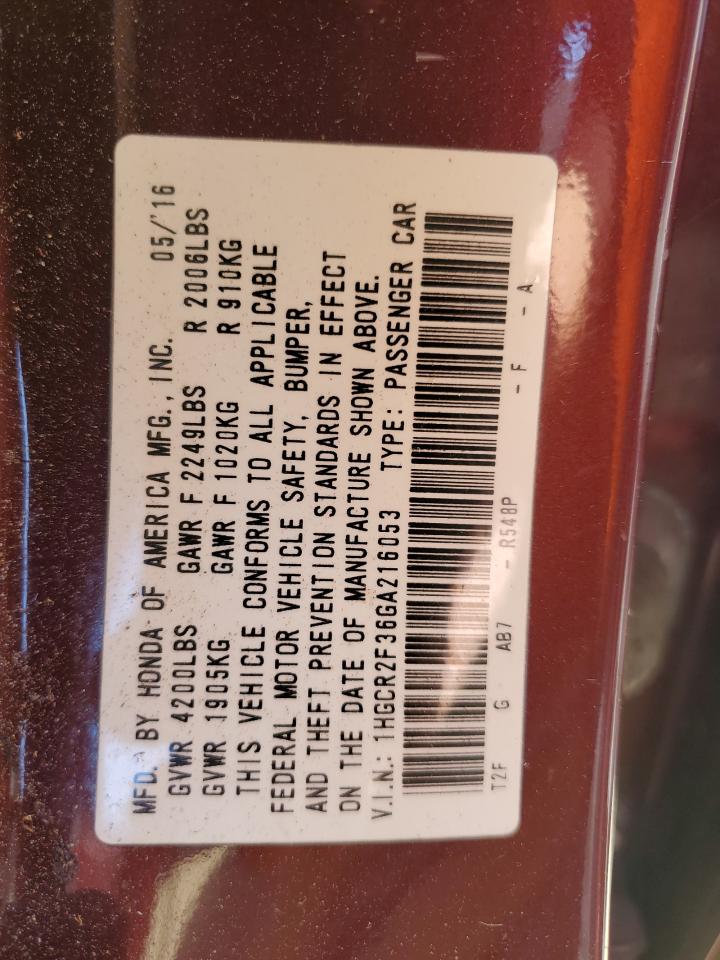 MFD. BY HONDA OF AMERICA MFG., INC. 05/'16
GVWR 4200LBS GAWR F 2249LBS R 2006LBS
GVWR 1905KG GAWR F 1020KG R 910KG
THIS VEHICLE CONFORMS TO ALL APPLICABLE
FEDERAL MOTOR VEHICLE SAFETY, BUMPER,
AND THEFT PREVENTION STANDARDS IN EFFECT
ON THE DATE OF MANUFACTURE SHOWN ABOVE.
V.I.N.: 1HGCR2F36GA216053 TYPE: PASSENGER CAR
T2F G AB7 - R548P - F - A